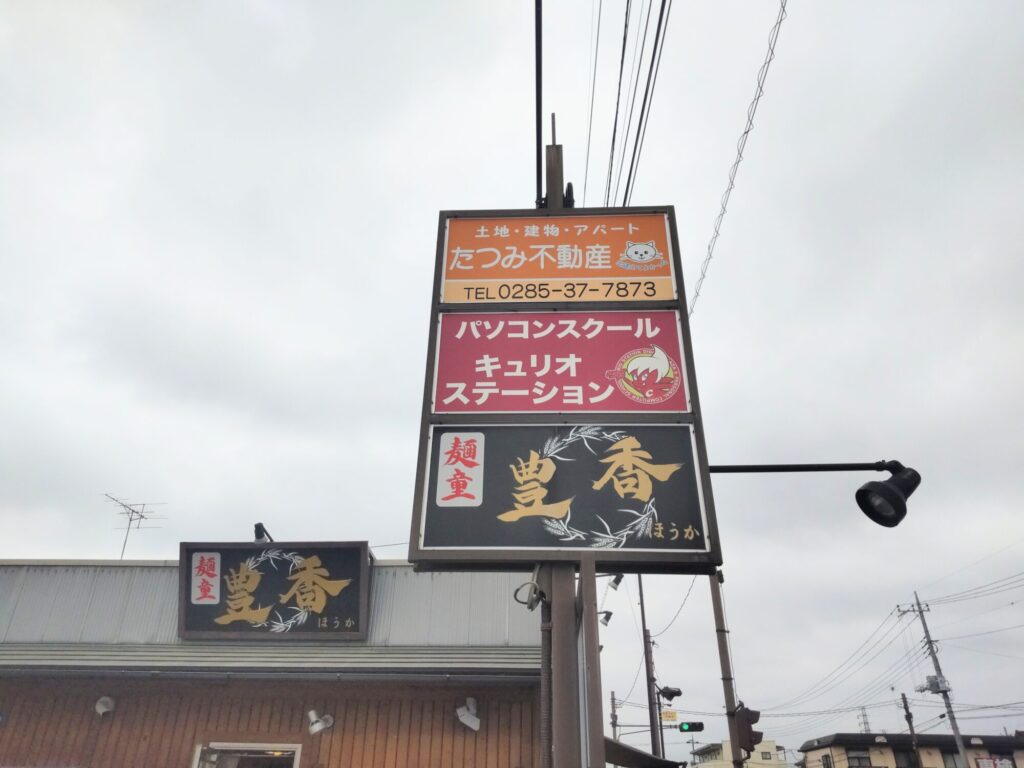 土地・建物・アパート
たつみ不動産
TEL 0285-37-7873
パソコンスクール
キュリオ
ステーション
麺童
豊香
ほうか
麺童
豊香
ほうか
車検